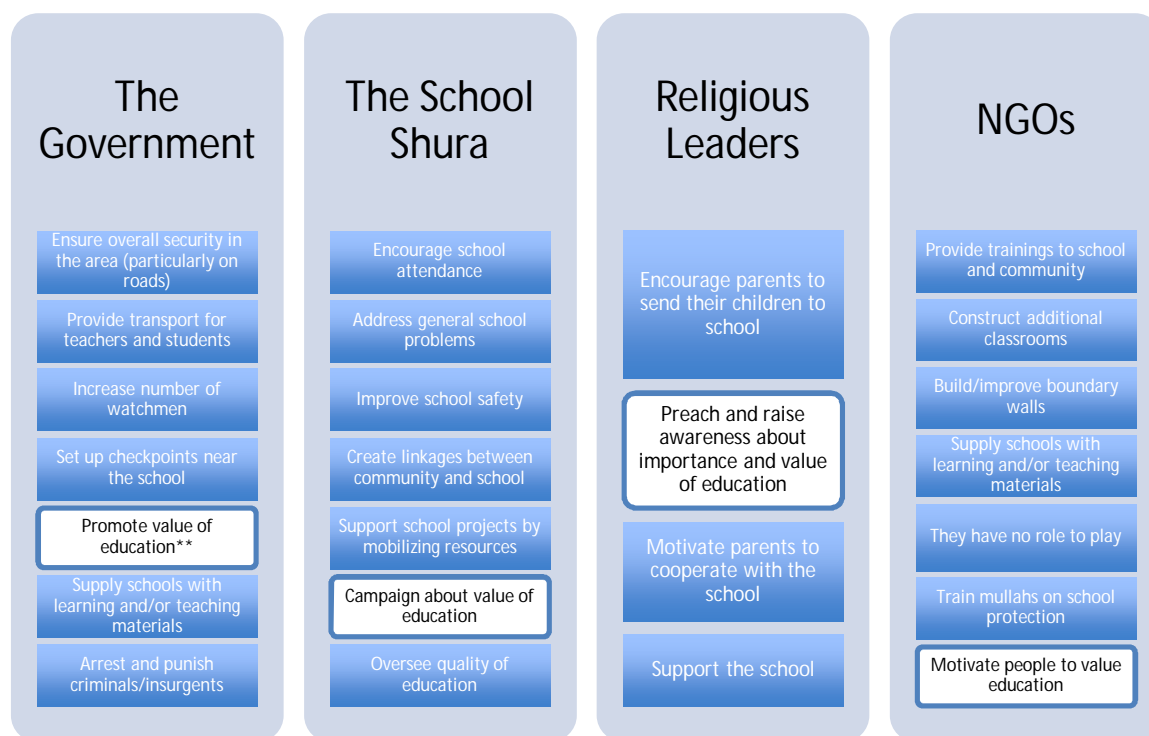 The
Government
Ensure overall security in
the area (particularly on
roads)
Provide transport for
teachers and students
Increase number of
watchmen
Set up checkpoints near
the school
Promote value of
education**
Supply schools with
learning and/or teaching
materials
Arrest and punish
criminals/insurgents
The School
Shura
Encourage school
attendance
Address general school
problems
Improve school safety
Create linkages between
community and school
Support school projects by
mobilizing resources
Campaign about value of
education
Oversee quality of
education
Religious
Leaders
Encourage parents to
send their children to
school
Preach and raise
awareness about
importance and value
of education
Motivate parents to
cooperate with the
school
Support the school
NGOs
Provide trainings to school
and community
Construct additional
classrooms
Build/improve boundary
walls
Supply schools with
learning and/or teaching
materials
They have no role to play
Train mullahs on school
protection
Motivate people to value
education